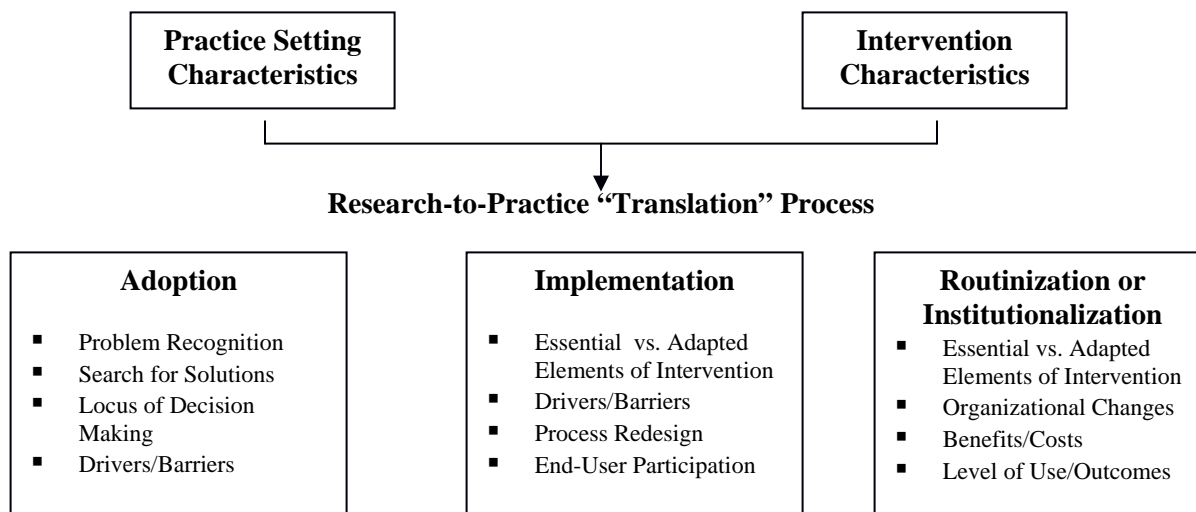 Practice Setting
Characteristics
Intervention
Characteristics
Research-to-Practice “Translation” Process
Adoption
▪ Problem Recognition
▪ Search for Solutions
▪ Locus of Decision
Making
▪ Drivers/Barriers
Implementation
▪ Essential vs. Adapted
Elements of Intervention
▪ Drivers/Barriers
▪ Process Redesign
▪ End-User Participation
Routinization or
Institutionalization
▪ Essential vs. Adapted
Elements of Intervention
▪ Organizational Changes
▪ Benefits/Costs
▪ Level of Use/Outcomes